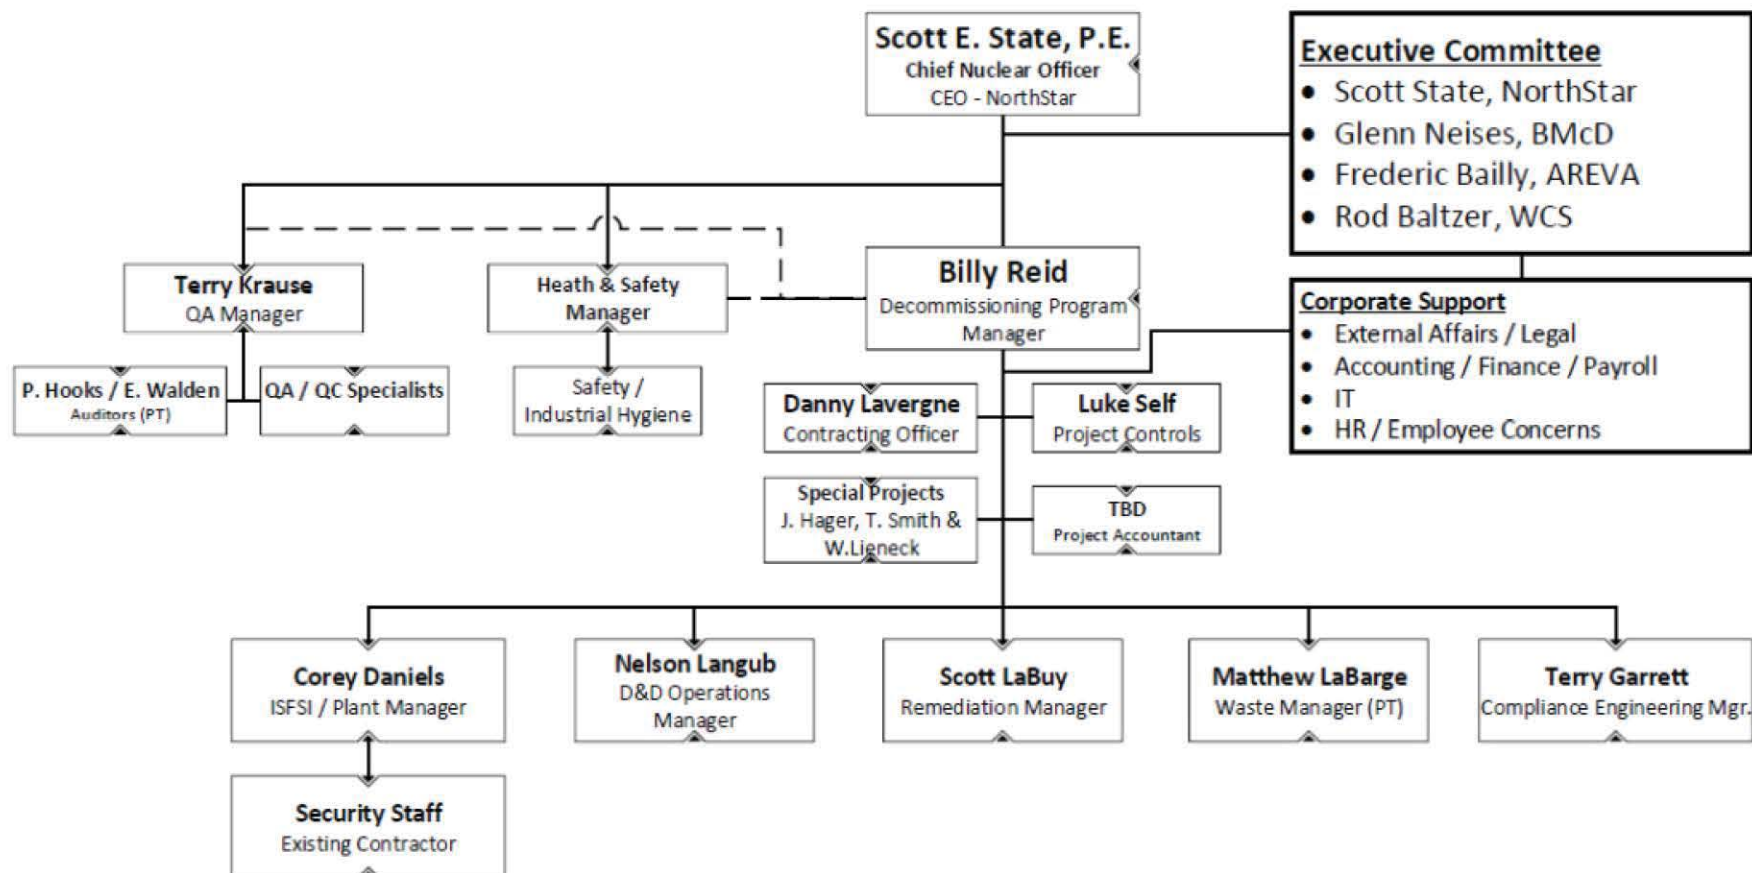 Scott E. State, P.E.
Chief Nuclear Officer
CEO - NorthStar
Executive Committee
• Scott State, NorthStar
• Glenn Neises, BMcD
• Frederic Bailly, AREVA
• Rod Baltzer, WCS
Terry Krause
QA Manager
Heath & Safety
Manager
Billy Reid
Decommissioning Program
Manager
Corporate Support
• External Affairs / Legal
• Accounting / Finance / Payroll
• IT
• HR / Employee Concerns
P. Hooks / E. Walden
Auditors (PT)
QA / QC Specialists
Safety /
Industrial Hygiene
Danny Lavergne
Contracting Officer
Luke Self
Project Controls
Special Projects
J. Hager, T. Smith &
W.Lieneck
TBD
Project Accountant
Corey Daniels
ISFSI / Plant Manager
Nelson Langub
D&D Operations
Manager
Scott LaBuy
Remediation Manager
Matthew LaBarge
Waste Manager (PT)
Terry Garrett
Compliance Engineering Mgr.
Security Staff
Existing Contractor